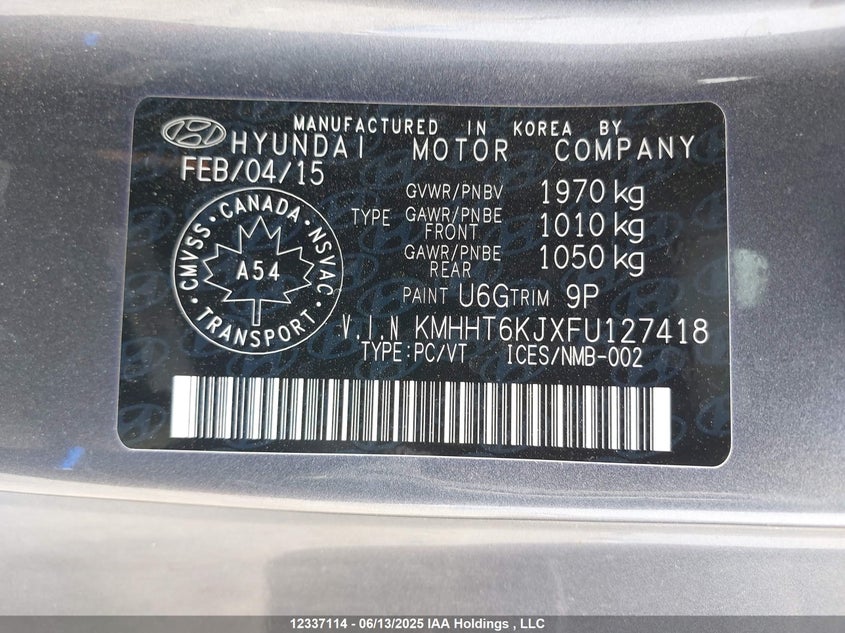 MANUFACTURED IN KOREA BY
HYUNDAI MOTOR COMPANY
FEB/04/15
GVWR/PNBV 1970 kg
TYPE GAWR/PNBE FRONT 1010 kg
GAWR/PNBE REAR 1050 kg
CANADA
CMVSS NSVAC
A54
TRANSPORT
PAINT U6G TRIM 9P
V.I.N KMHHT6KJXFU127418
TYPE:PC/VT ICES/NMB-002
12337114 - 06/13/2025 IAA Holdings , LLC